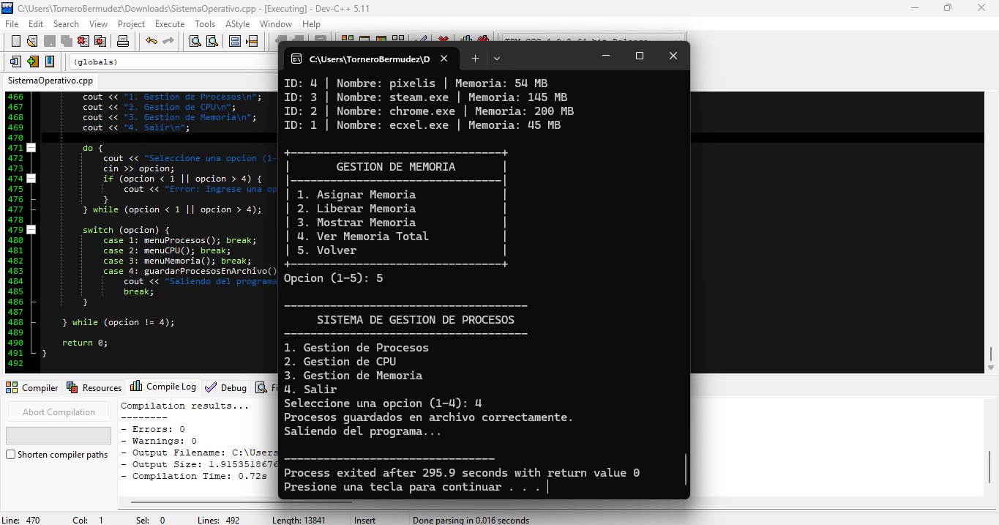 C:\Users\TorneroBermudez\Downloads\SistemaOperativo.cpp - [Executing] - Dev-C++ 5.11
File Edit Search View Project Execute Tools AStyle Window Help
(globals)
SistemaOperativo.cpp
466 cout << "1. Gestion de Procesos\n";
467 cout << "2. Gestion de CPU\n";
468 cout << "3. Gestion de Memoria\n";
469 cout << "4. Salir\n";
470
471 do {
472 cout << "Seleccione una opcion (1-
473 cin >> opcion;
474 if (opcion < 1 || opcion > 4) {
475 cout << "Error: Ingrese una op
476 }
477 } while (opcion < 1 || opcion > 4);
478
479 switch (opcion) {
480 case 1: menuProcesos(); break;
481 case 2: menuCPU(); break;
482 case 3: menuMemoria(); break;
483 case 4: guardarProcesosEnArchivo()
484 cout << "Saliendo del programa
485 break;
486 }
487
488 } while (opcion != 4);
489
490 return 0;
491 }
492
C:\Users\TorneroBermudez\D
ID: 4 | Nombre: pixelis | Memoria: 54 MB
ID: 3 | Nombre: steam.exe | Memoria: 145 MB
ID: 2 | Nombre: chrome.exe | Memoria: 200 MB
ID: 1 | Nombre: ecxel.exe | Memoria: 45 MB
+--------------------------------+
| GESTION DE MEMORIA |
|--------------------------------|
| 1. Asignar Memoria |
| 2. Liberar Memoria |
| 3. Mostrar Memoria |
| 4. Ver Memoria Total |
| 5. Volver |
+--------------------------------+
Opcion (1-5): 5
-------------------------------------
SISTEMA DE GESTION DE PROCESOS
-------------------------------------
1. Gestion de Procesos
2. Gestion de CPU
3. Gestion de Memoria
4. Salir
Seleccione una opcion (1-4): 4
Procesos guardados en archivo correctamente.
Saliendo del programa...
--------------------------------
Process exited after 295.9 seconds with return value 0
Presione una tecla para continuar . . .
Compiler Resources Compile Log Debug Fi
Abort Compilation
Shorten compiler paths
Compilation results...
--------
- Errors: 0
- Warnings: 0
- Output Filename: C:\Users
- Output Size: 1.9153518676
- Compilation Time: 0.72s
Line: 470 Col: 1 Sel: 0 Lines: 492 Length: 13841 Insert Done parsing in 0.016 seconds